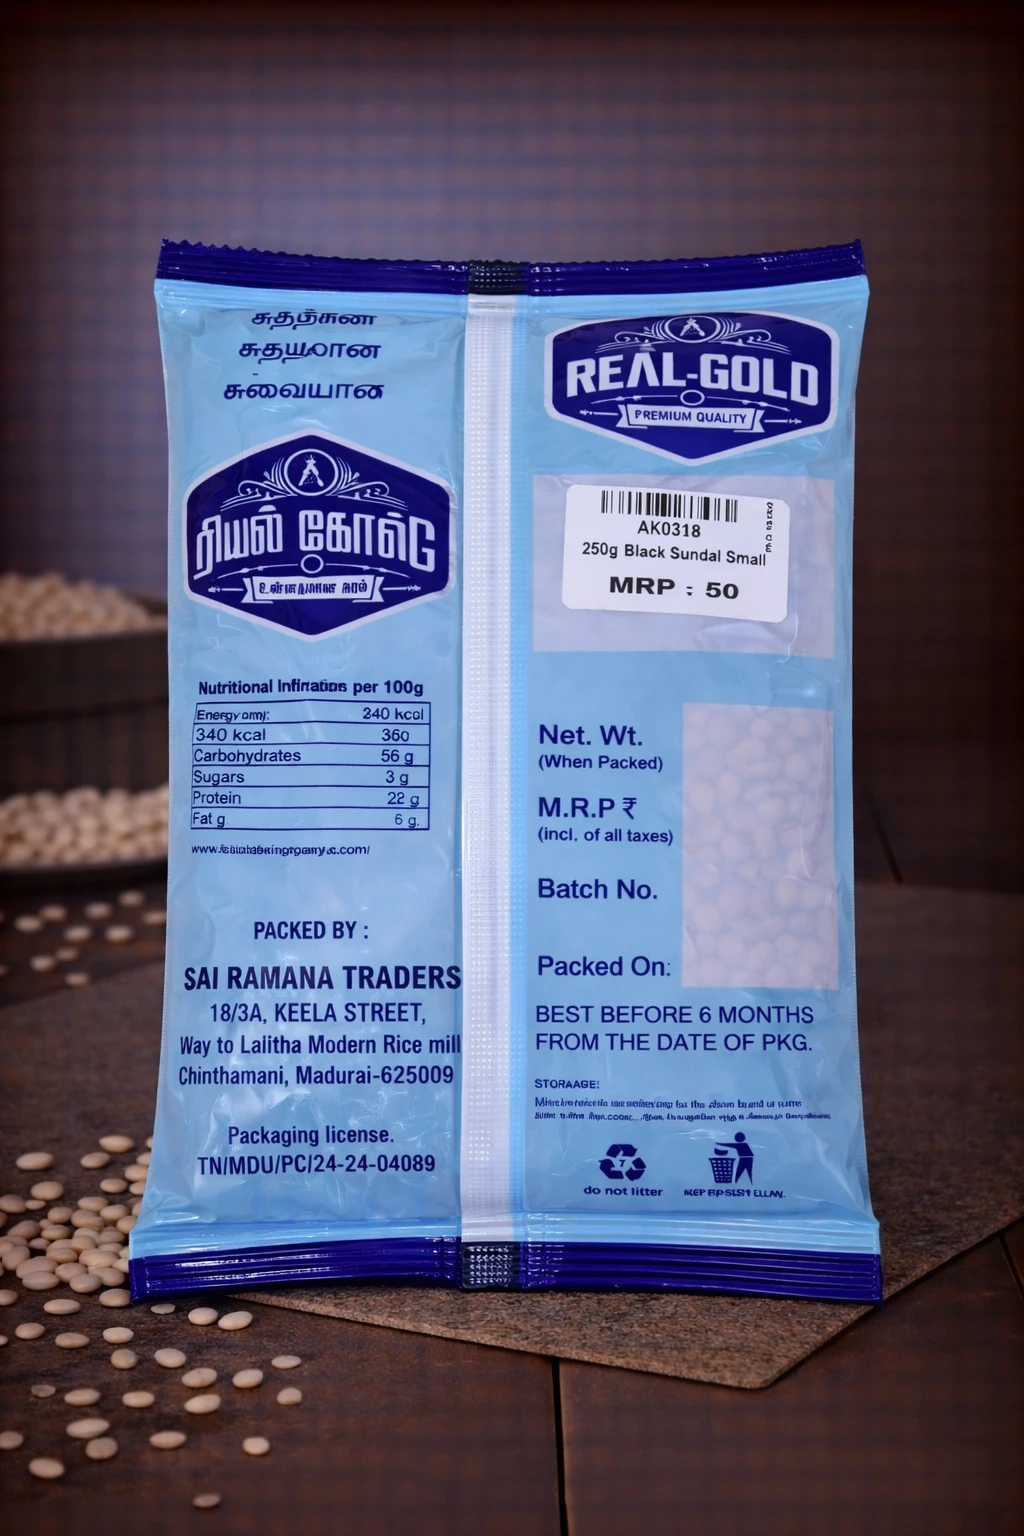 சுவையான
ரியல் கோல்டு
Nutritional per 100g
340 kcal
340 kcal 360
Carbohydrates 56 g
Sugars 3 g
Protein 22 g
Fat g 6 g.
PACKED BY :
SAI RAMANA TRADERS
18/3A, KEELA STREET,
Way to Lalitha Modern Rice mill
Chinthamani, Madurai-625009
Packaging license.
TN/MDU/PC/24-24-04089
REAL-GOLD
PREMIUM QUALITY
AK0318
250g Black Sundal Small
MRP : 50
Net. Wt.
(When Packed)
M.R.P ₹
(incl. of all taxes)
Batch No.
Packed On:
BEST BEFORE 6 MONTHS
FROM THE DATE OF PKG.
STORAAGE:
do not litter